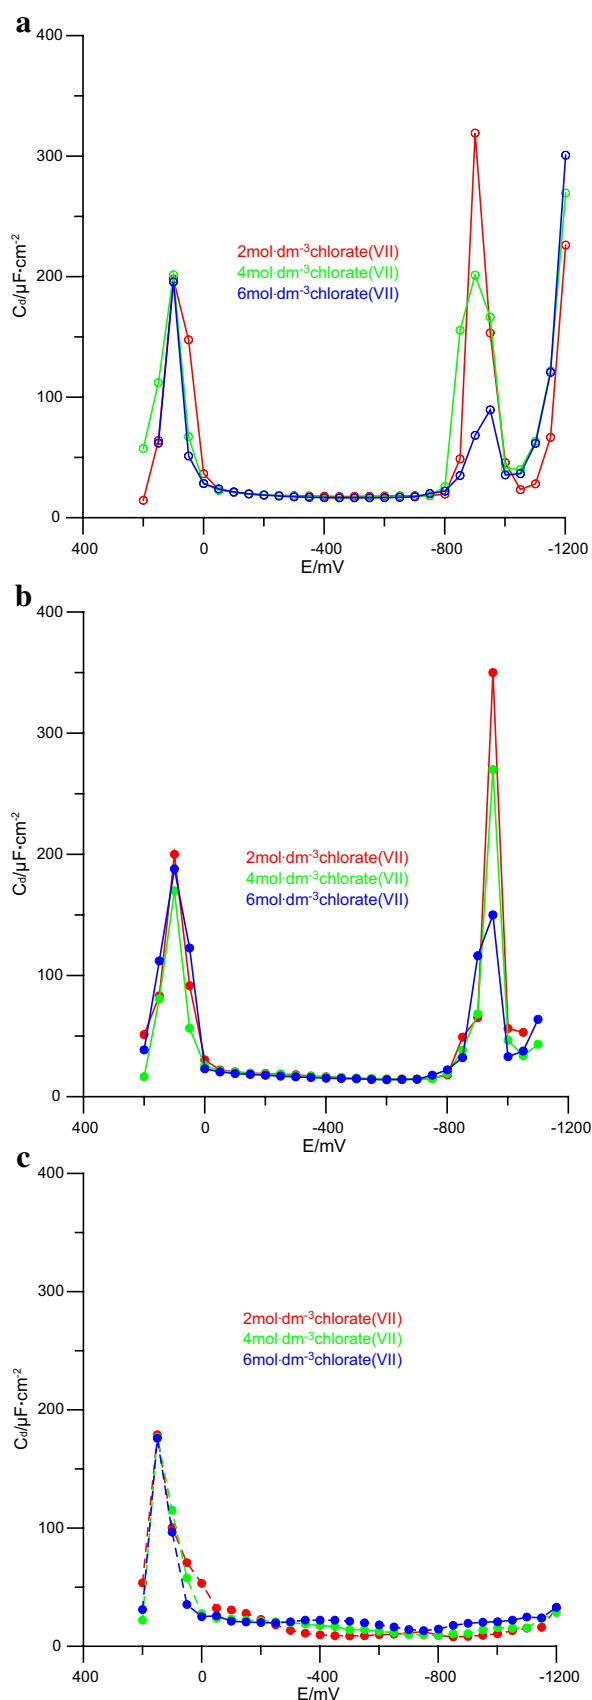 a
400
300
200
100
0
Cd/µF·cm-2
2mol·dm-3chlorate(VII)
4mol·dm-3chlorate(VII)
6mol·dm-3chlorate(VII)
400 0 -400 -800 -1200
E/mV
b
400
300
200
100
0
Cd/µF·cm-2
2mol·dm-3chlorate(VII)
4mol·dm-3chlorate(VII)
6mol·dm-3chlorate(VII)
400 0 -400 -800 -1200
E/mV
c
400
300
200
100
0
Cd/µF·cm-2
2mol·dm-3chlorate(VII)
4mol·dm-3chlorate(VII)
6mol·dm-3chlorate(VII)
400 0 -400 -800 -1200
E/mV